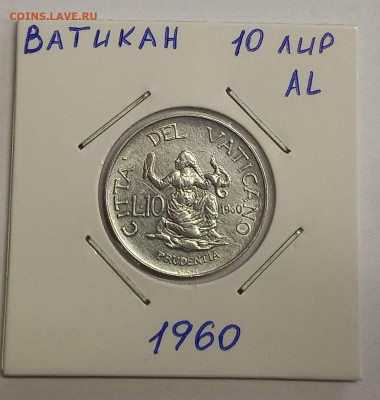 COINS.LAVE.RU
ВАТИКАН 10 ЛИР
AL
CITTA' DEL VATICANO
L.10 1960
PRUDENTIA
1960